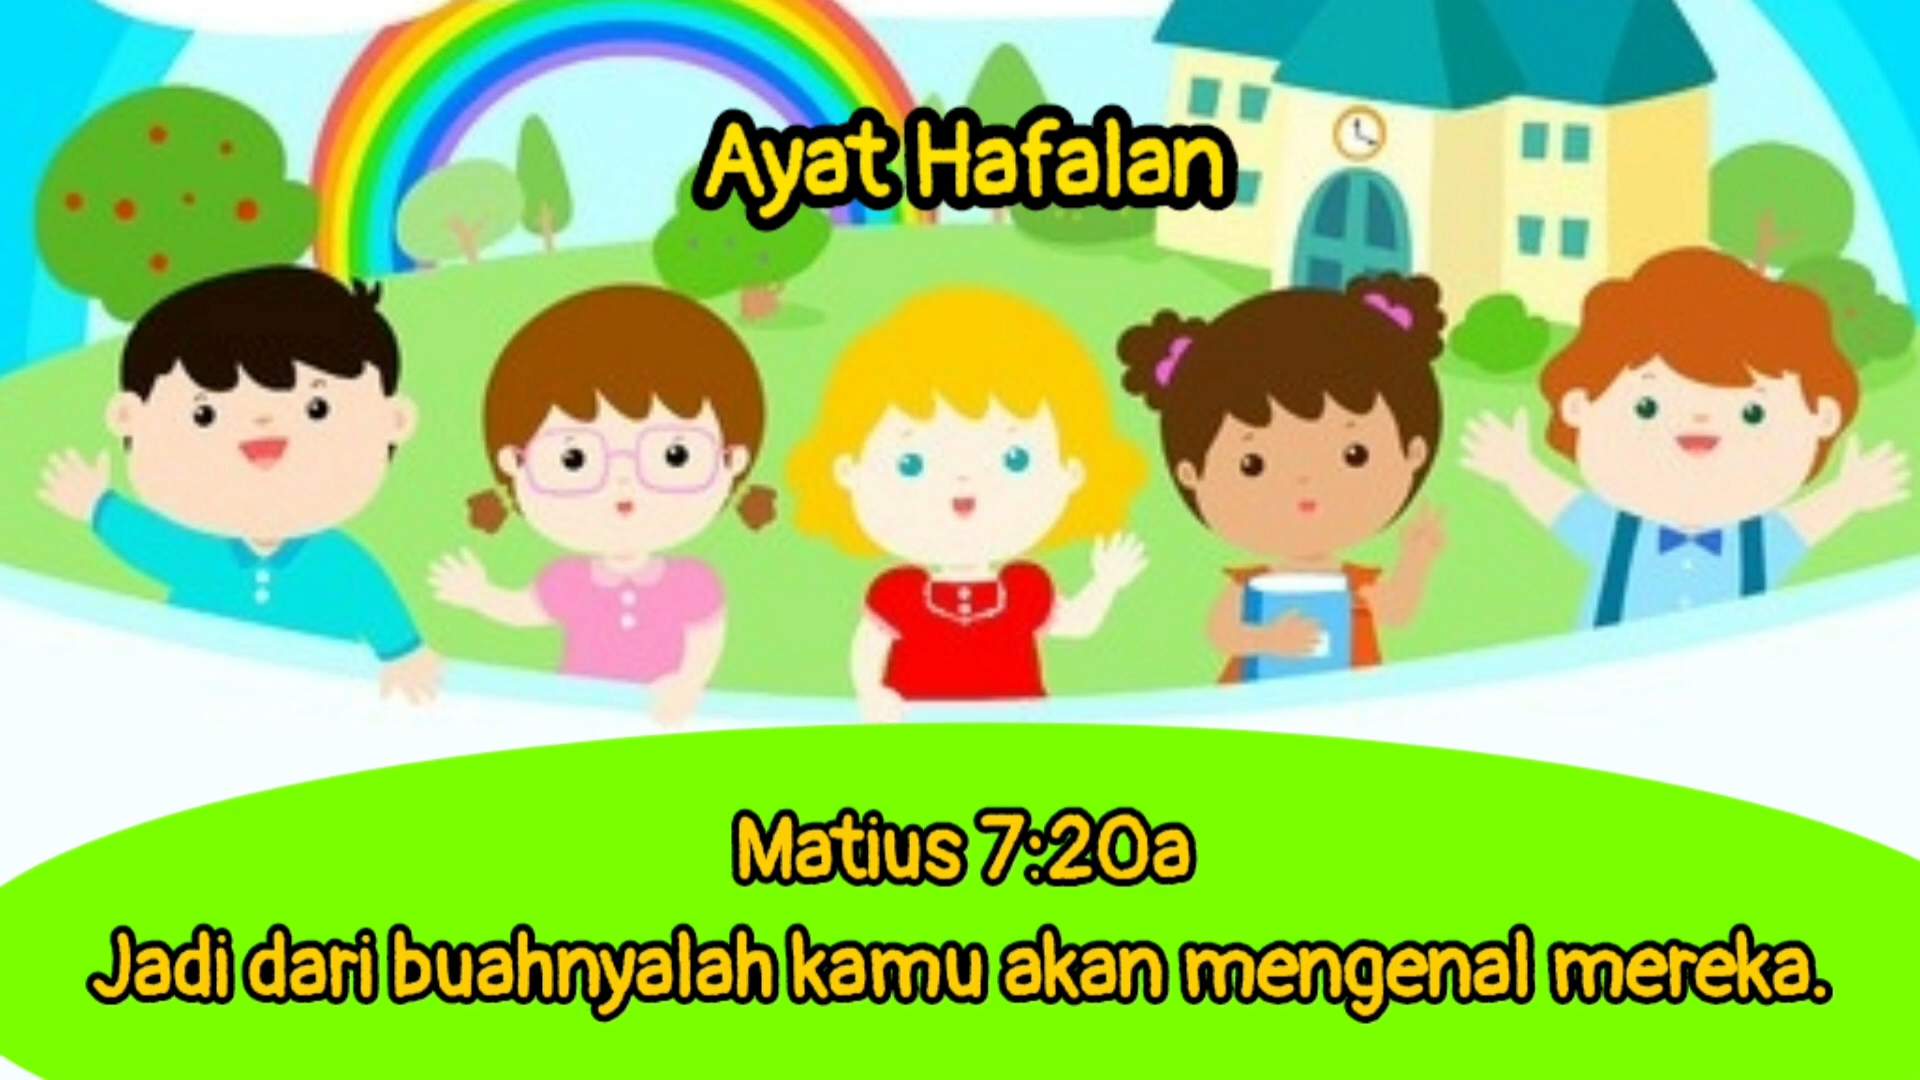 Ayat Hafalan
Matius 7:20a
Jadi dari buahnyalah kamu akan mengenal mereka.